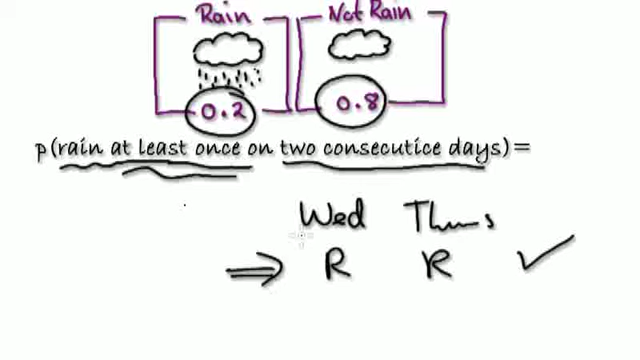 Rain Not Rain
0.2 0.8
p(rain at least once on two consecutice days)=
Wed Thurs
⇒ R R ✓